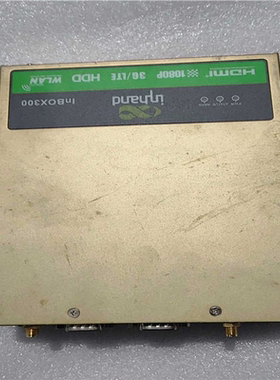 HDMI 1080P 3G/LTE HDD WLAN
inhand
InBOX300